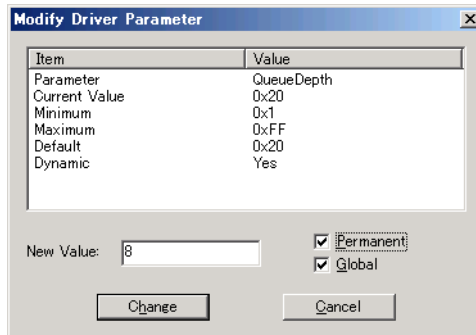 Modify Driver Parameter
Item Value
Parameter QueueDepth
Current Value 0x20
Minimum 0x1
Maximum 0xFF
Default 0x20
Dynamic Yes
New Value: 8
Permanent
Global
Change Cancel